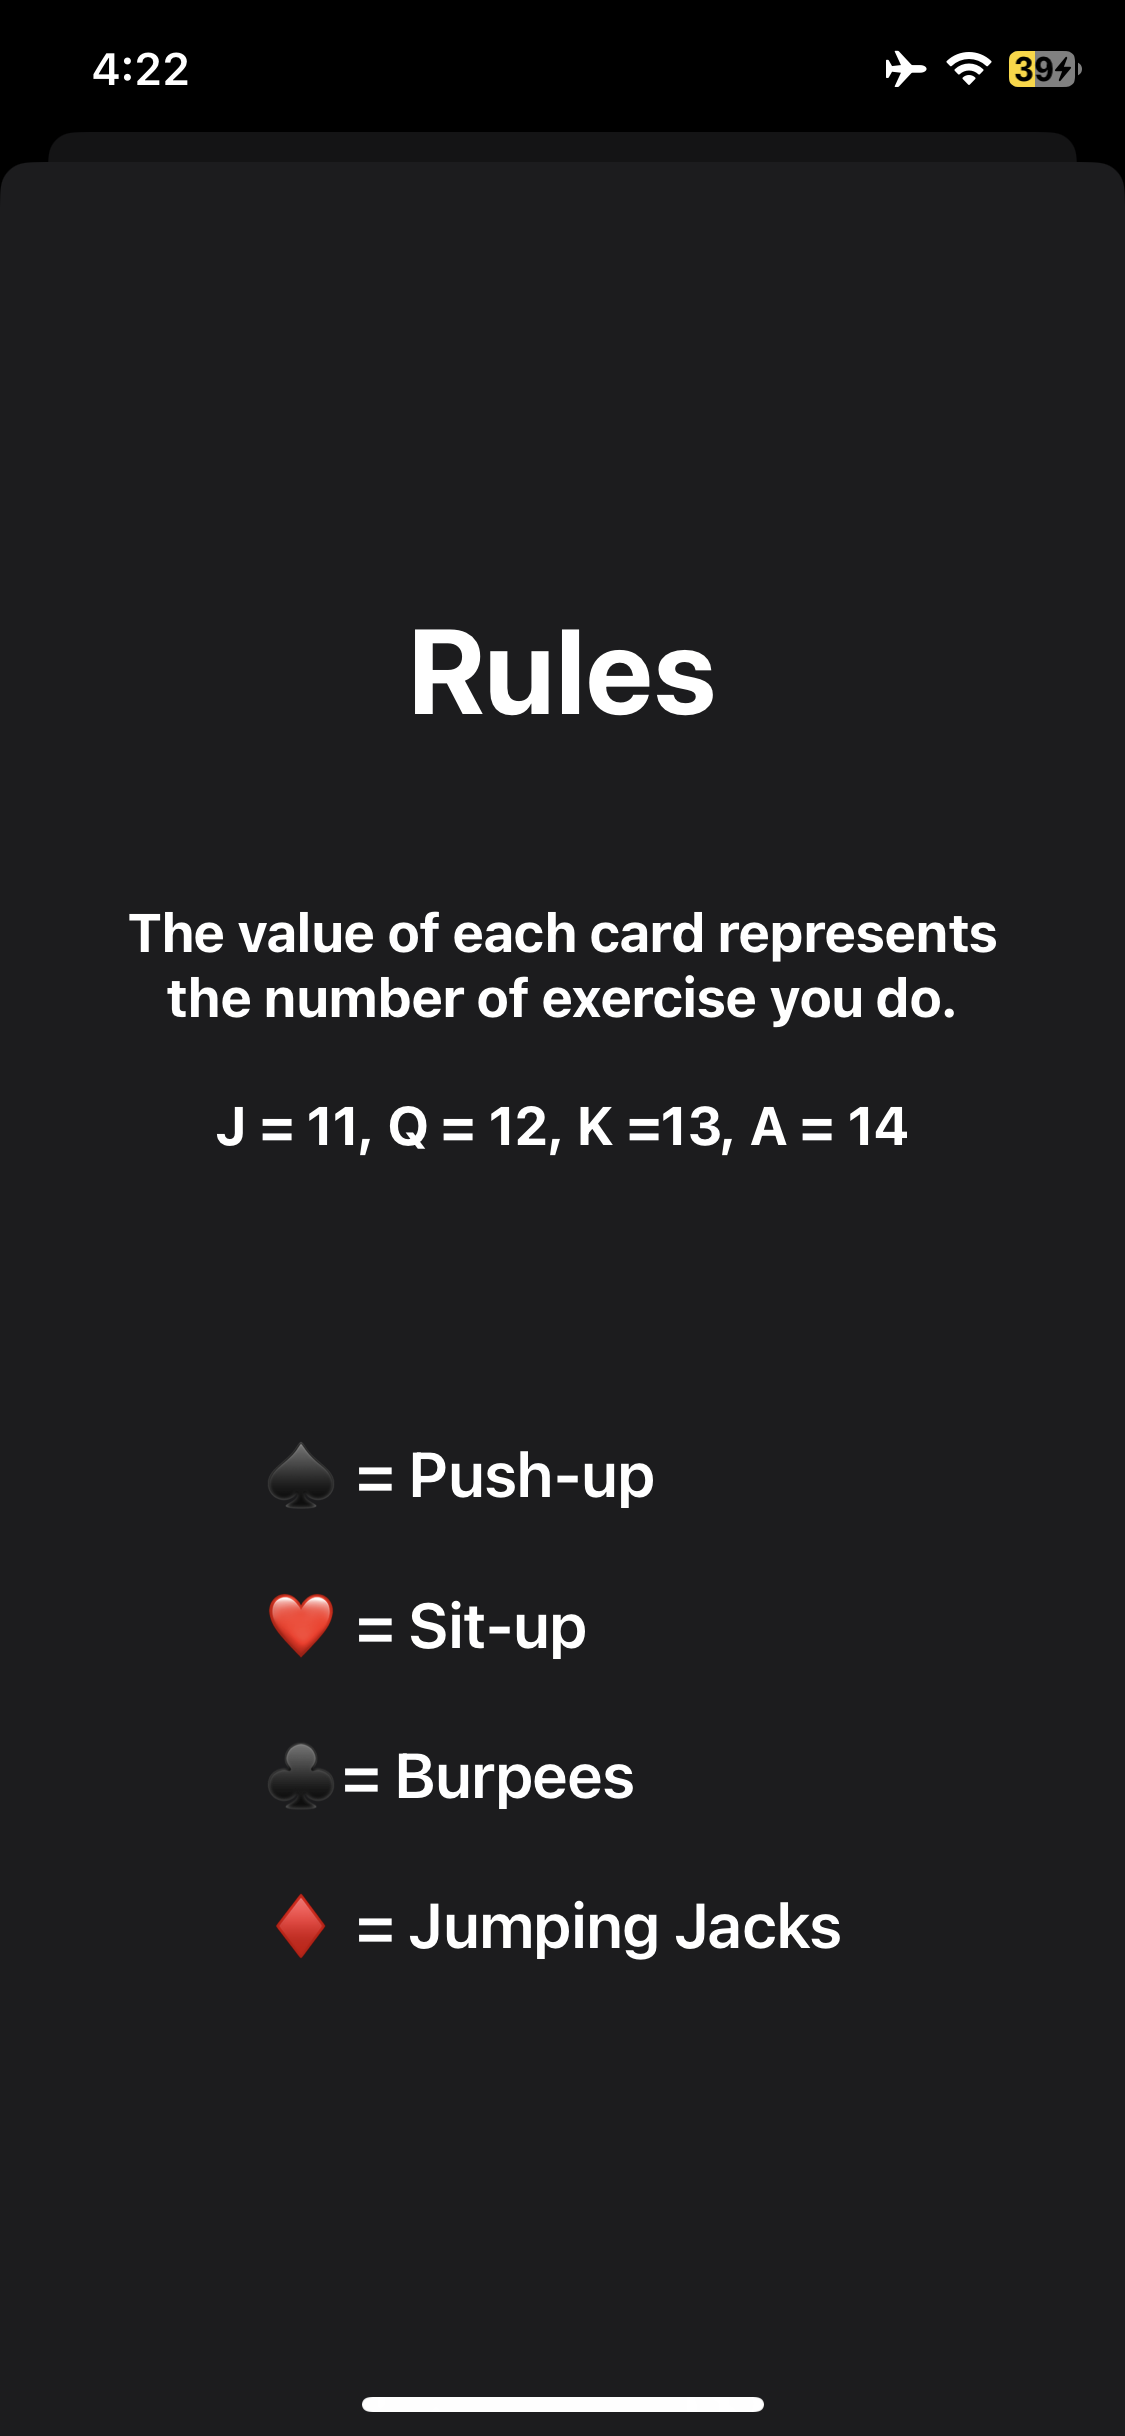 4:22
39
Rules
The value of each card represents
the number of exercise you do.
J = 11, Q = 12, K =13, A = 14
♠️ = Push-up
❤️ = Sit-up
♣️= Burpees
♦️ = Jumping Jacks